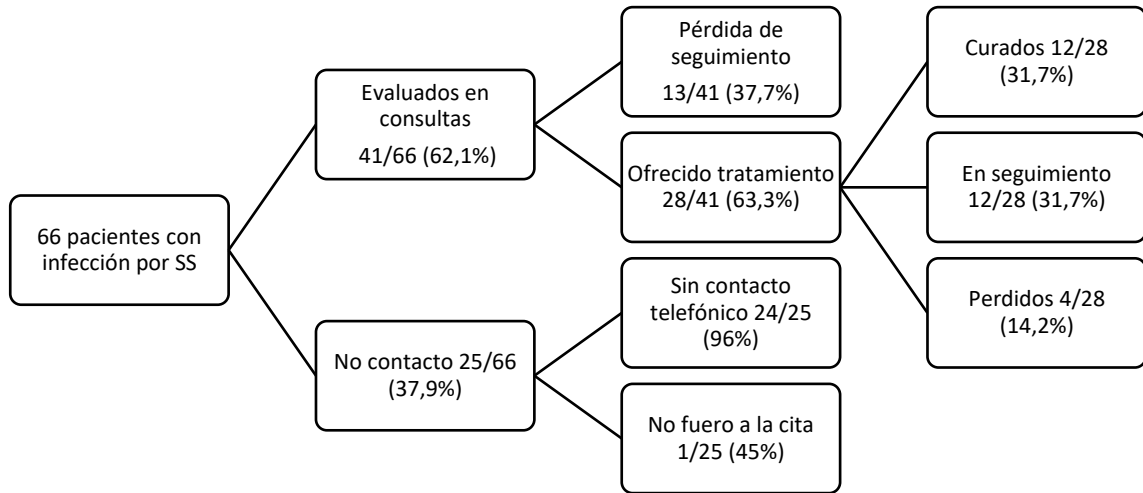 66 pacientes con
infección por SS
Evaluados en
consultas
41/66 (62,1%)
No contacto 25/66
(37,9%)
Pérdida de
seguimiento
13/41 (37,7%)
Ofrecido tratamiento
28/41 (63,3%)
Sin contacto
telefónico 24/25
(96%)
No fuero a la cita
1/25 (45%)
Curados 12/28
(31,7%)
En seguimiento
12/28 (31,7%)
Perdidos 4/28
(14,2%)